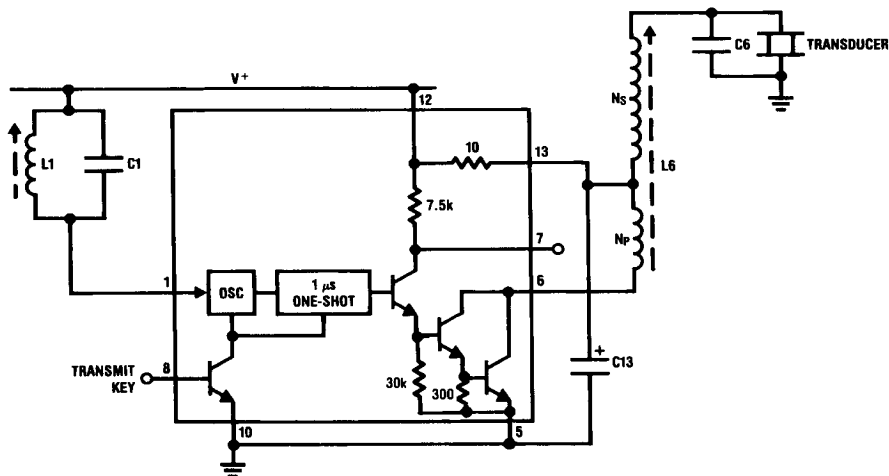 C6
TRANSDUCER
V+
12
NS
L1
C1
10
13
L6
7.5k
NP
7
1
OSC
1 μs
ONE-SHOT
6
TRANSMIT
KEY
8
30k
300
+
C13
10
5